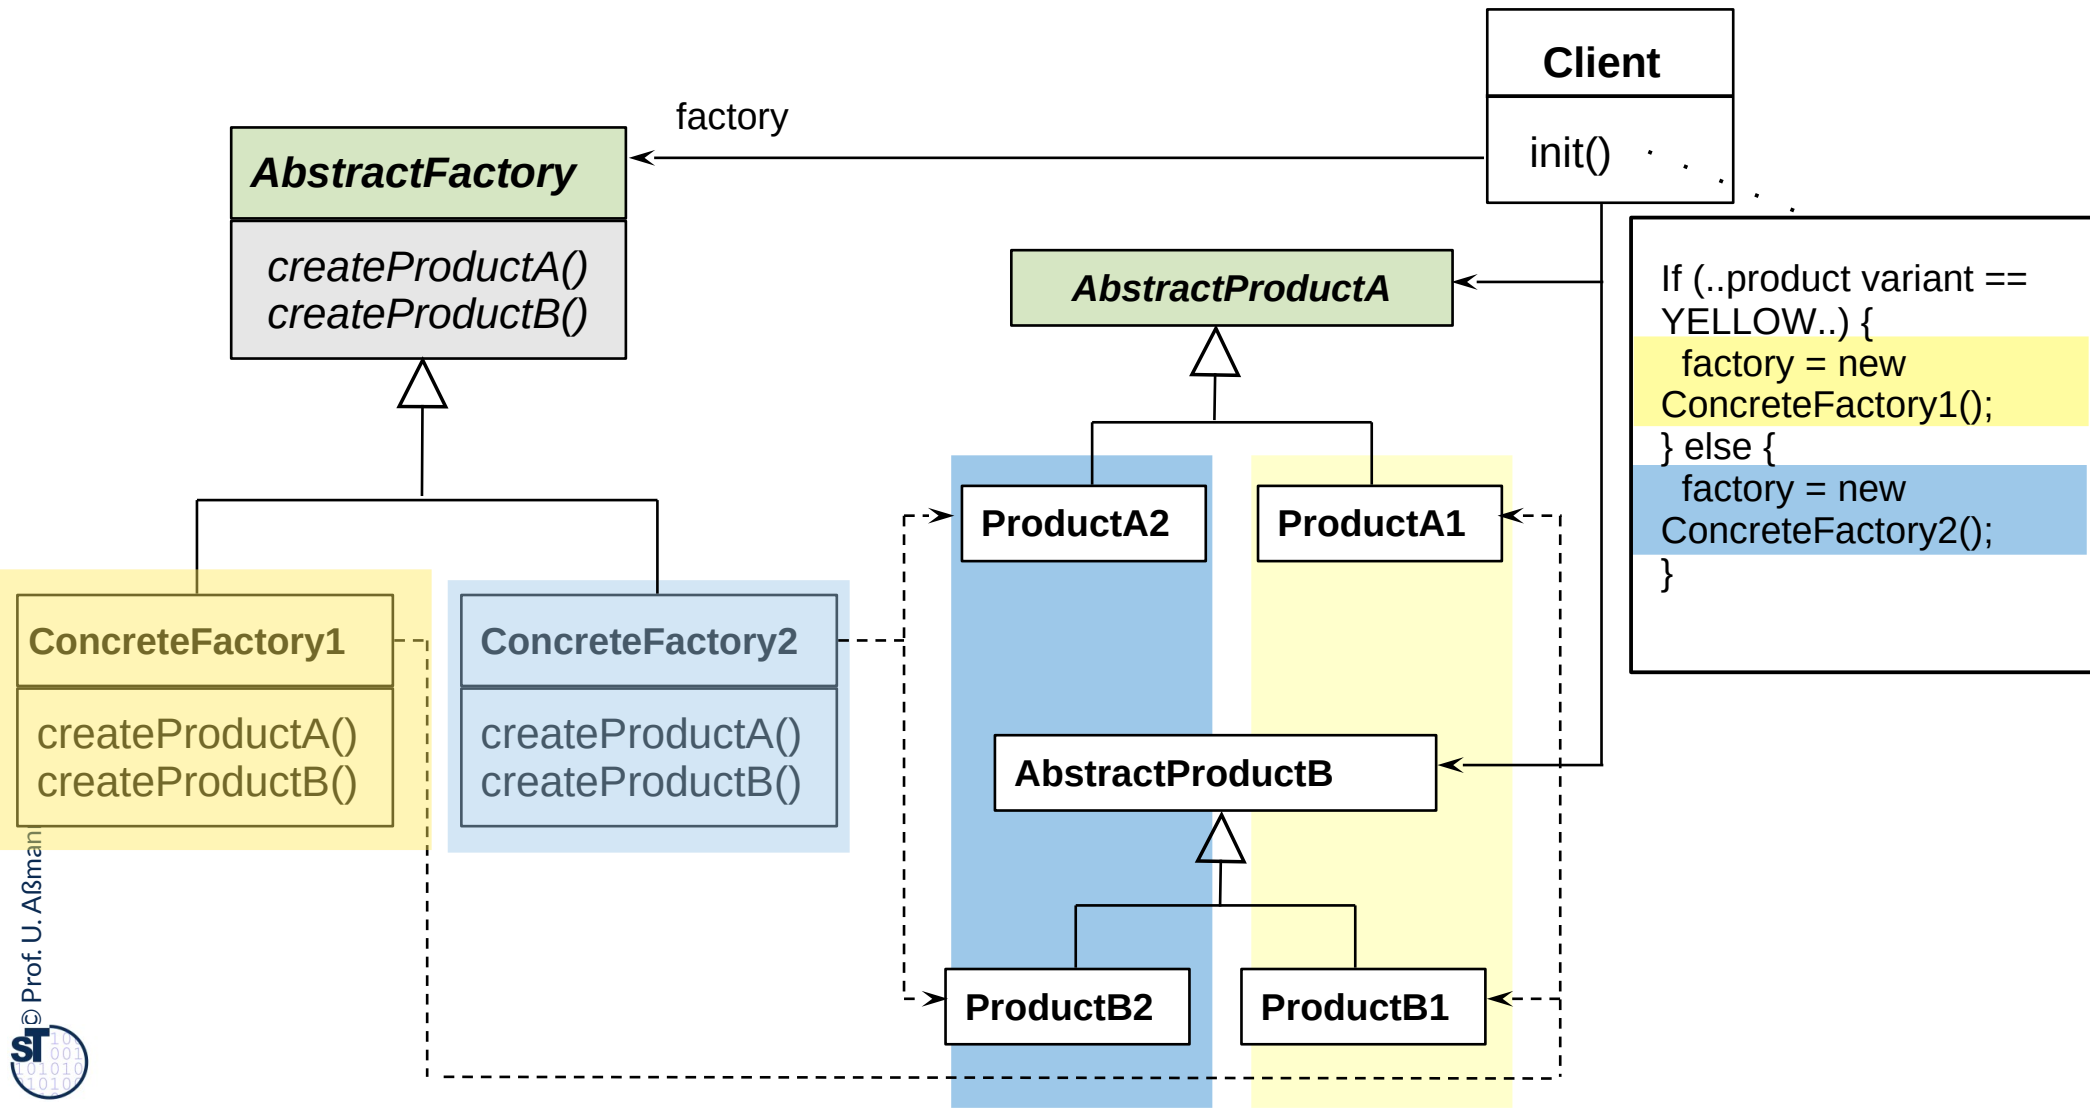 Client
init()
factory
AbstractFactory
createProductA()
createProductB()
AbstractProductA
If (..product variant ==
YELLOW..) {
factory = new
ConcreteFactory1();
} else {
factory = new
ConcreteFactory2();
}
ProductA2
ProductA1
ConcreteFactory1
createProductA()
createProductB()
ConcreteFactory2
createProductA()
createProductB()
AbstractProductB
ProductB2
ProductB1
© Prof. U. Aßman
ST